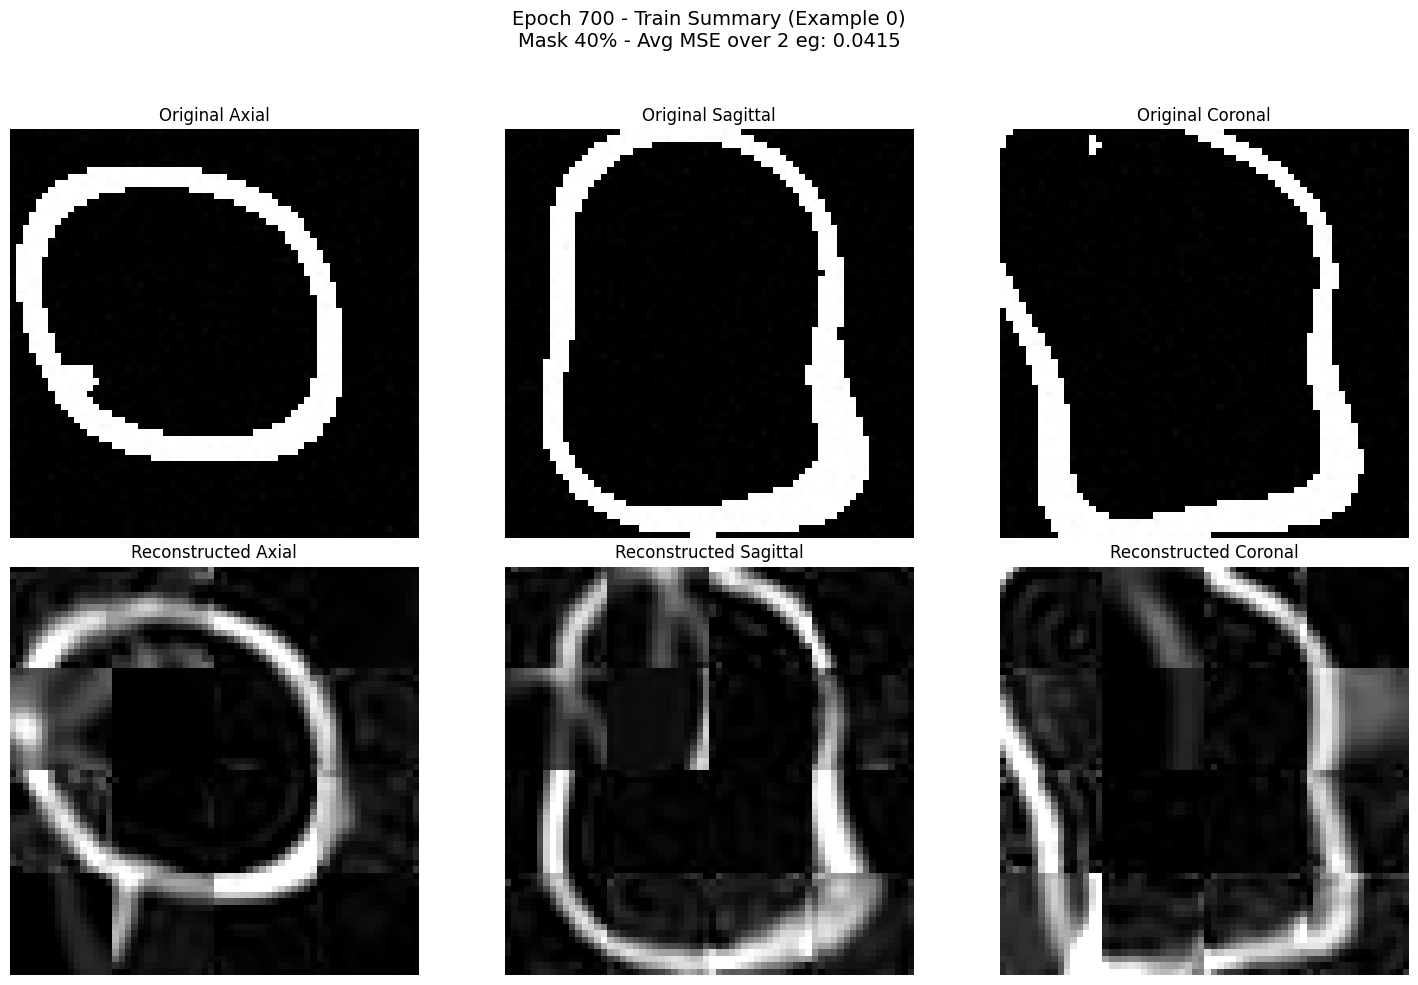 Epoch 700 - Train Summary (Example 0)
Mask 40% - Avg MSE over 2 eg: 0.0415
Original Axial
Original Sagittal
Original Coronal
Reconstructed Axial
Reconstructed Sagittal
Reconstructed Coronal